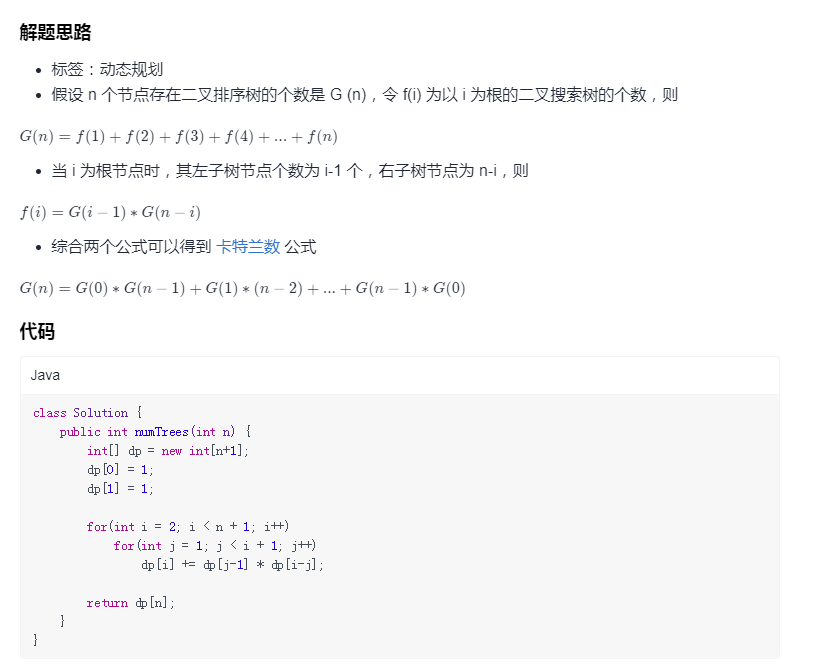 解题思路
• 标签：动态规划
• 假设 n 个节点存在二叉排序树的个数是 G (n)，令 f(i) 为以 i 为根的二叉搜索树的个数，则
G(n) = f(1) + f(2) + f(3) + f(4) + ... + f(n)
• 当 i 为根节点时，其左子树节点个数为 i-1 个，右子树节点为 n-i，则
f(i) = G(i − 1) ∗ G(n − i)
• 综合两个公式可以得到 卡特兰数 公式
G(n) = G(0) ∗ G(n − 1) + G(1) ∗ (n − 2) + ... + G(n − 1) ∗ G(0)
代码
Java
class Solution {
    public int numTrees(int n) {
        int[] dp = new int[n+1];
        dp[0] = 1;
        dp[1] = 1;
        for(int i = 2; i < n + 1; i++)
            for(int j = 1; j < i + 1; j++)
                dp[i] += dp[j-1] * dp[i-j];
        return dp[n];
    }
}